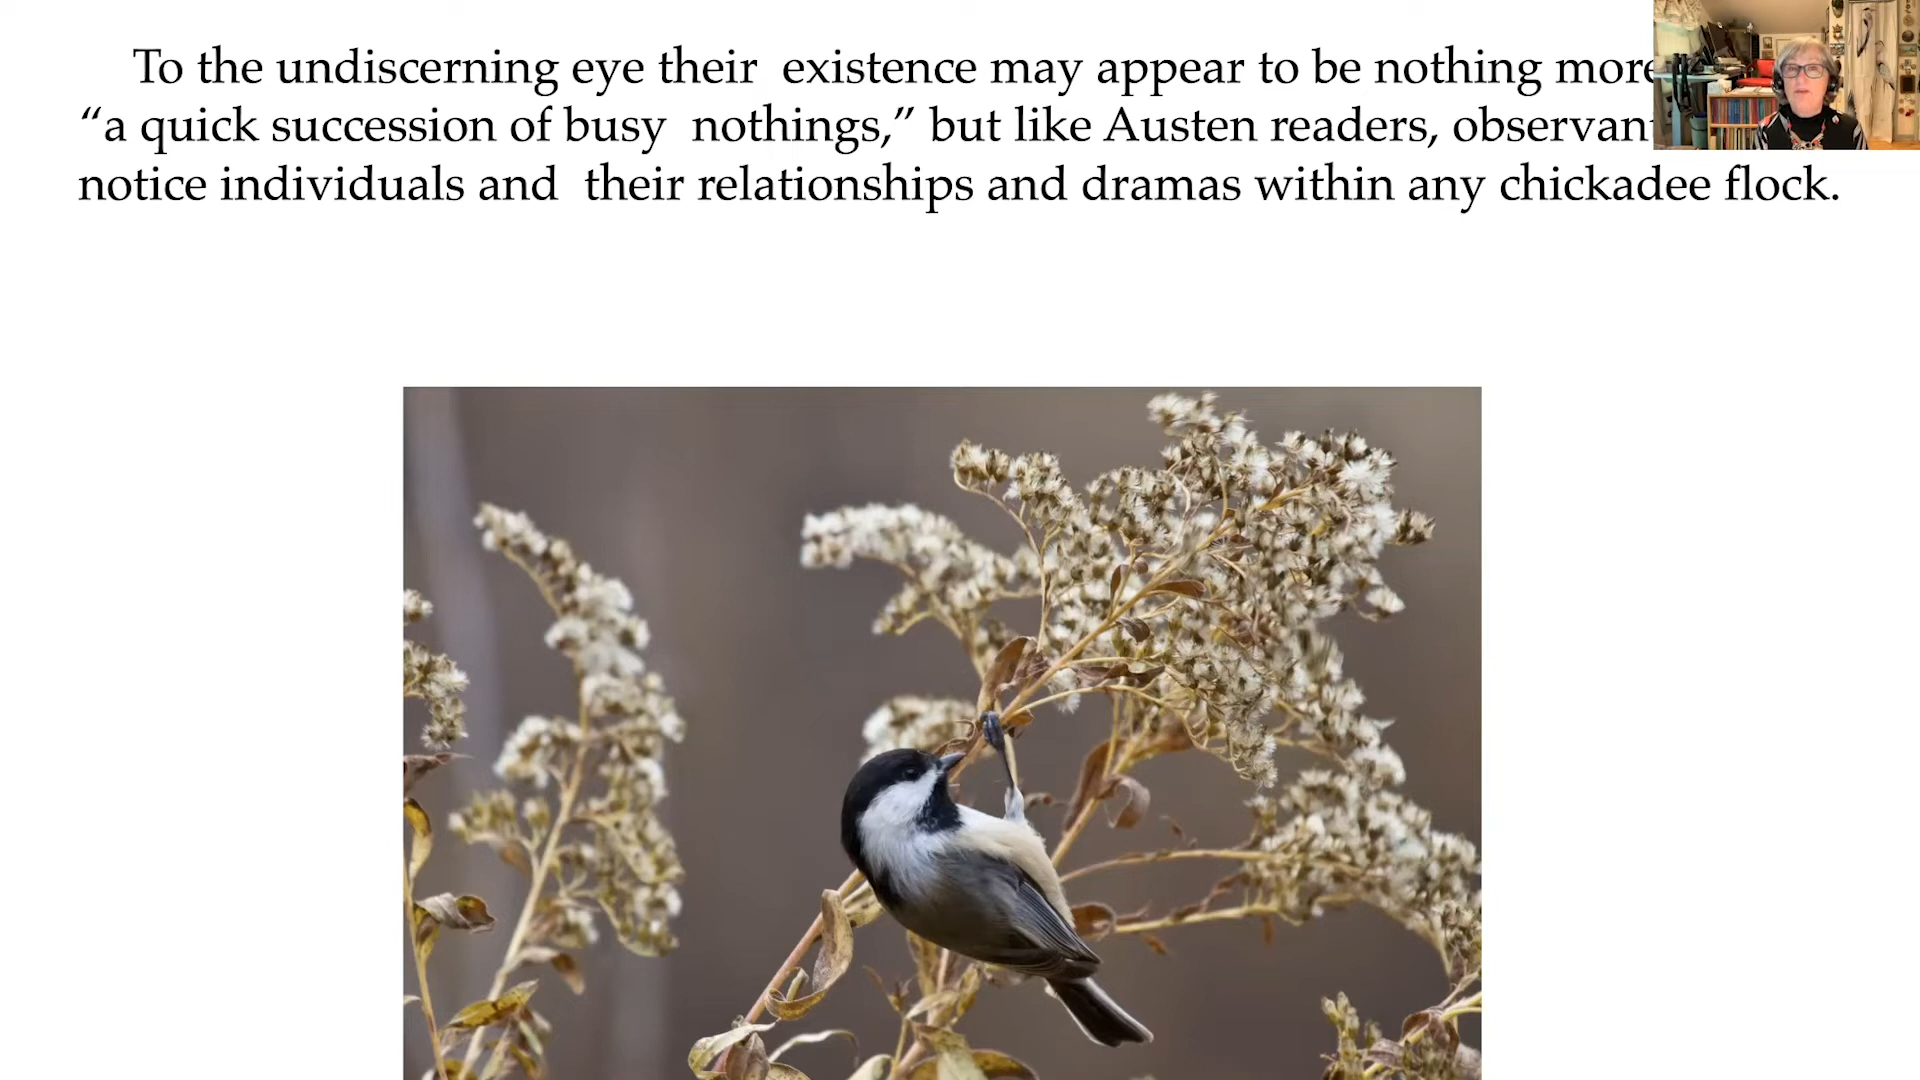 To the undiscerning eye their existence may appear to be nothing more
“a quick succession of busy nothings,” but like Austen readers, observant
notice individuals and their relationships and dramas within any chickadee flock.